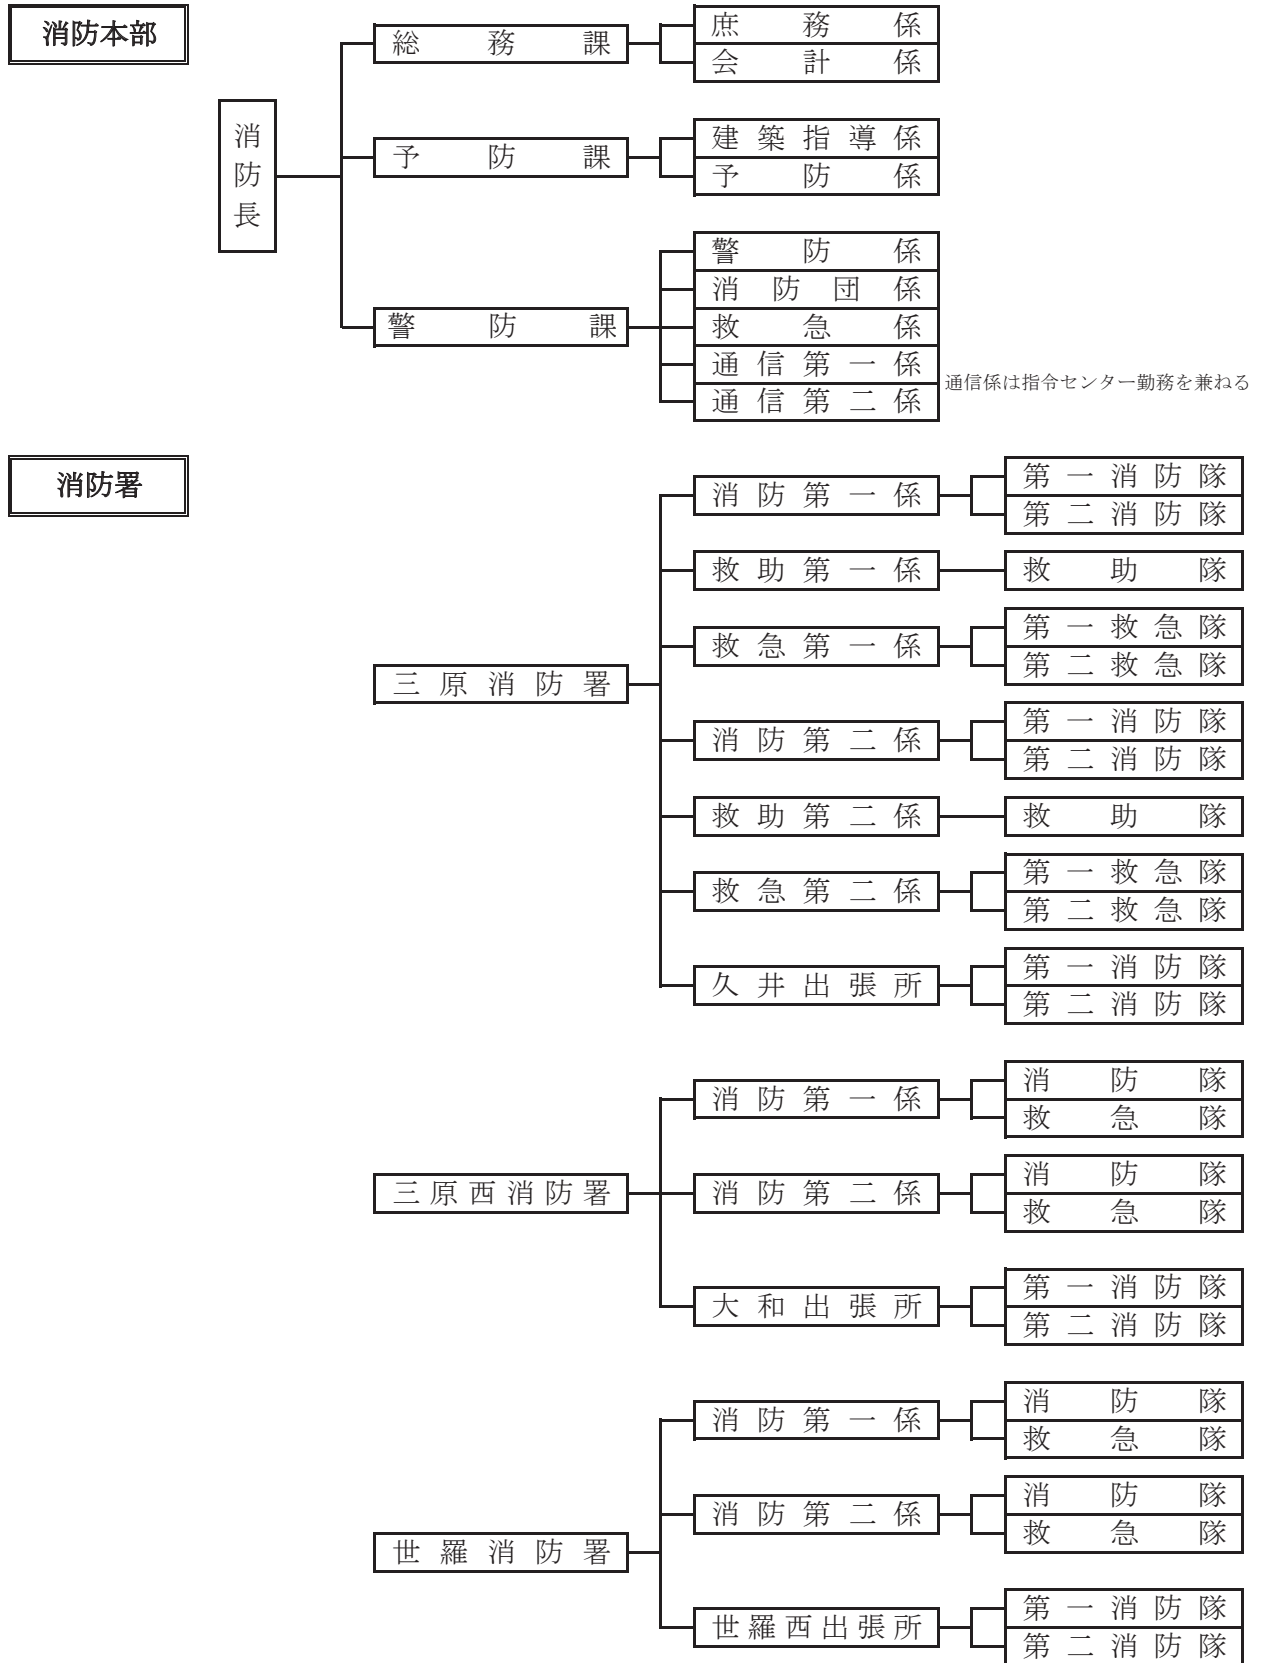 消防本部
消防長
総務課
庶務係
会計係
予防課
建築指導係
予防係
警防課
警防係
消防団係
救急係
通信第一係
通信第二係
通信係は指令センター勤務を兼ねる
消防署
三原消防署
消防第一係
第一消防隊
第二消防隊
救助第一係
救助隊
救急第一係
第一救急隊
第二救急隊
消防第二係
第一消防隊
第二消防隊
救助第二係
救助隊
救急第二係
第一救急隊
第二救急隊
久井出張所
第一消防隊
第二消防隊
三原西消防署
消防第一係
消防隊
救急隊
消防第二係
消防隊
救急隊
大和出張所
第一消防隊
第二消防隊
世羅消防署
消防第一係
消防隊
救急隊
消防第二係
消防隊
救急隊
世羅西出張所
第一消防隊
第二消防隊